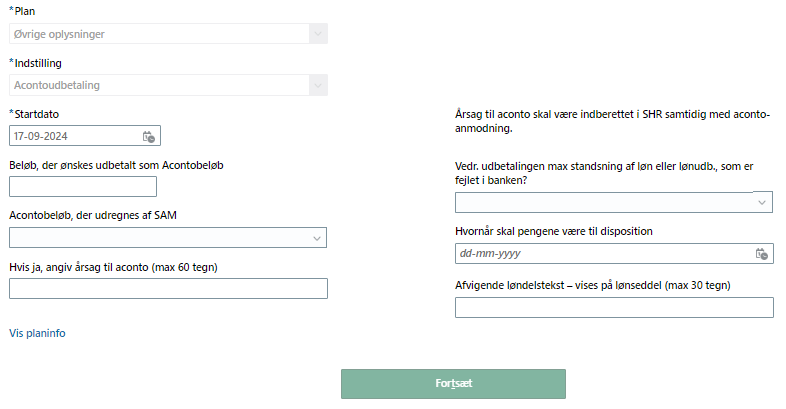 *Plan
Øvrige oplysninger
*Indstilling
Acontoudbetaling
*Startdato
17-09-2024
Beløb, der ønskes udbetalt som Acontobeløb
Acontobeløb, der udregnes af SAM
Hvis ja, angiv årsag til aconto (max 60 tegn)
Vis planinfo
Årsag til aconto skal være indberettet i SHR samtidig med aconto-
anmodning.
Vedr. udbetalingen max standsning af løn eller lønudb., som er
fejlet i banken?
Hvornår skal pengene være til disposition
dd-mm-yyyy
Afvigende løndelstekst – vises på lønseddel (max 30 tegn)
Fortsæt